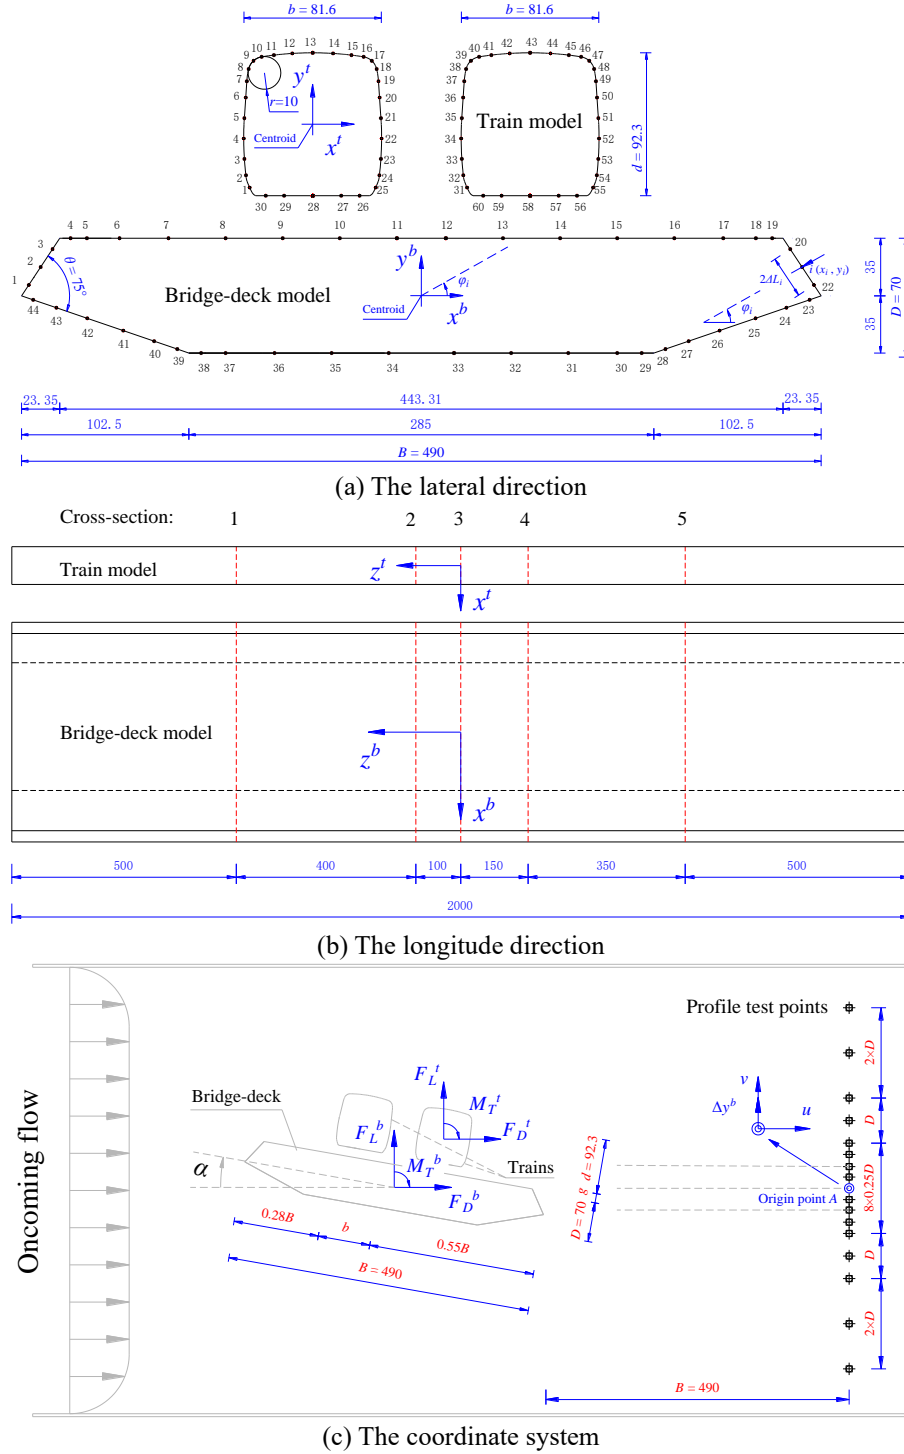 b = 81.6
b = 81.6
9 10 11 12 13 14 15 16 17
39 40 41 42 43 44 45 46 47
8
18
38
48
7
19
37
49
6
20
36
50
5
21
35
51
4
22
34
52
3
23
33
53
2
24
32
54
1
25
31
55
30 29 28 27 26
60 59 58 57 56
y^t
x^t
r=10
Centroid
Train model
d = 92.3
3 4 5 6 7 8 9 10 11 12 13 14 15 16 17 18 19
20
2
1
θ = 75°
y^b
x^b
φ_i
Centroid
Bridge-deck model
i (x_i , y_i)
2ΔL_i
22
φ_i
35
35
D = 70
44 43 42 41 40 39
28 27 26 25 24 23
38 37 36 35 34 33 32 31 30 29
23.35
443.31
23.35
102.5
285
102.5
B = 490
(a) The lateral direction
Cross-section: 1 2 3 4 5
Train model
z^t
x^t
Bridge-deck model
z^b
x^b
500 400 100 150 350 500
2000
(b) The longitude direction
Oncoming flow
Profile test points
Bridge-deck
F_L^t
M_T^t
F_D^t
F_L^b
M_T^b
F_D^b
Trains
α
0.28B
b
0.55B
B = 490
d = 92.3
8
D = 70
v
Δy^b
u
Origin point A
2×D
D
8×0.25D
D
2×D
B = 490
(c) The coordinate system